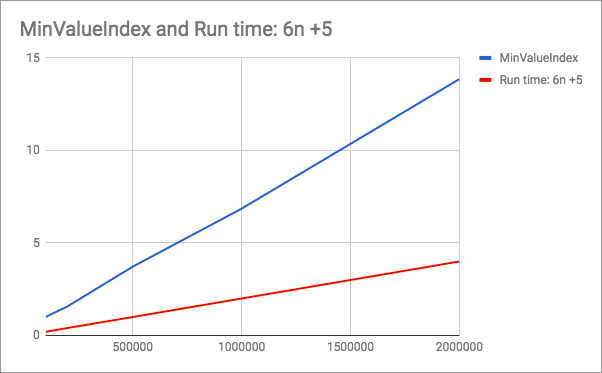 MinValueIndex and Run time: 6n +5
15
MinValueIndex
Run time: 6n +5
10
5
0
500000
1000000
1500000
2000000